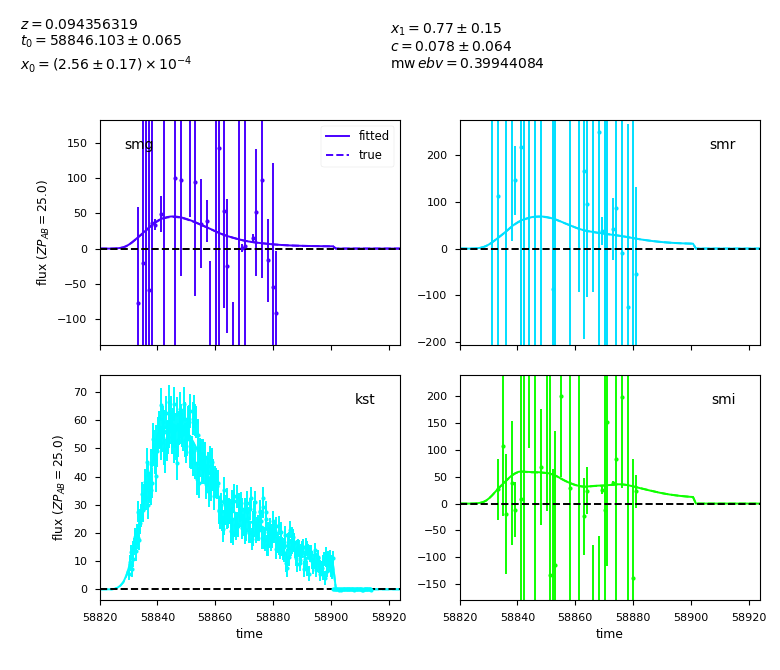 z = 0.094356319
t₀ = 58846.103 ± 0.065
x₀ = (2.56 ± 0.17) × 10⁻⁴
x₁ = 0.77 ± 0.15
c = 0.078 ± 0.064
mw ebv = 0.39944084
smg
fitted
true
150
100
50
0
−50
−100
flux (ZP_AB = 25.0)
smr
200
100
0
−100
−200
kst
70
60
50
40
30
20
10
0
flux (ZP_AB = 25.0)
58820 58840 58860 58880 58900 58920
time
smi
200
150
100
50
0
−50
−100
−150
58820 58840 58860 58880 58900 58920
time